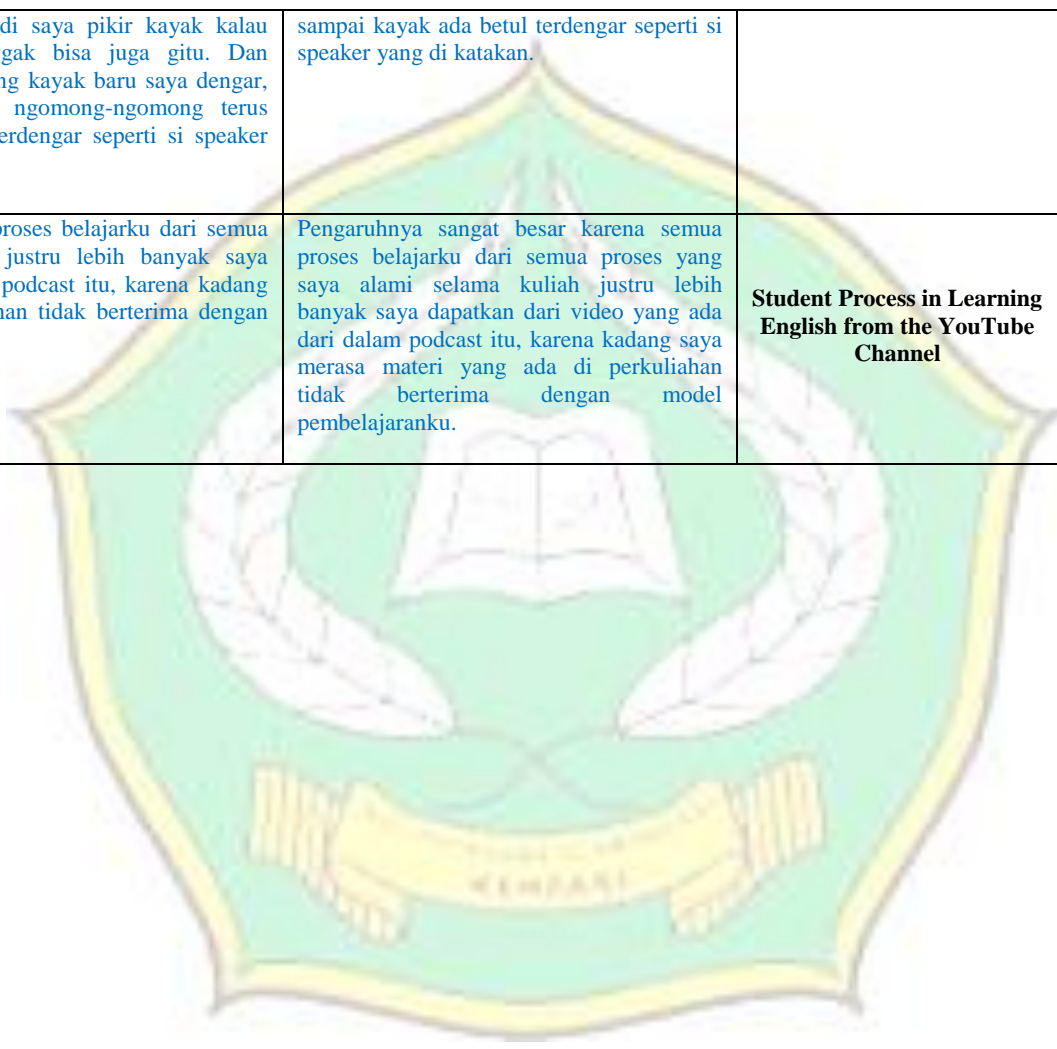 di saya pikir kayak kalau
ggak bisa juga gitu. Dan
ng kayak baru saya dengar,
ngomong-ngomong terus
erdengar seperti si speaker
sampai kayak ada betul terdengar seperti si
speaker yang di katakan.
proses belajarku dari semua
justru lebih banyak saya
podcast itu, karena kadang
han tidak berterima dengan
Pengaruhnya sangat besar karena semua
proses belajarku dari semua proses yang
saya alami selama kuliah justru lebih
banyak saya dapatkan dari video yang ada
dari dalam podcast itu, karena kadang saya
merasa materi yang ada di perkuliahan
tidak berterima dengan model
pembelajaranku.
Student Process in Learning
English from the YouTube
Channel
KENDARI